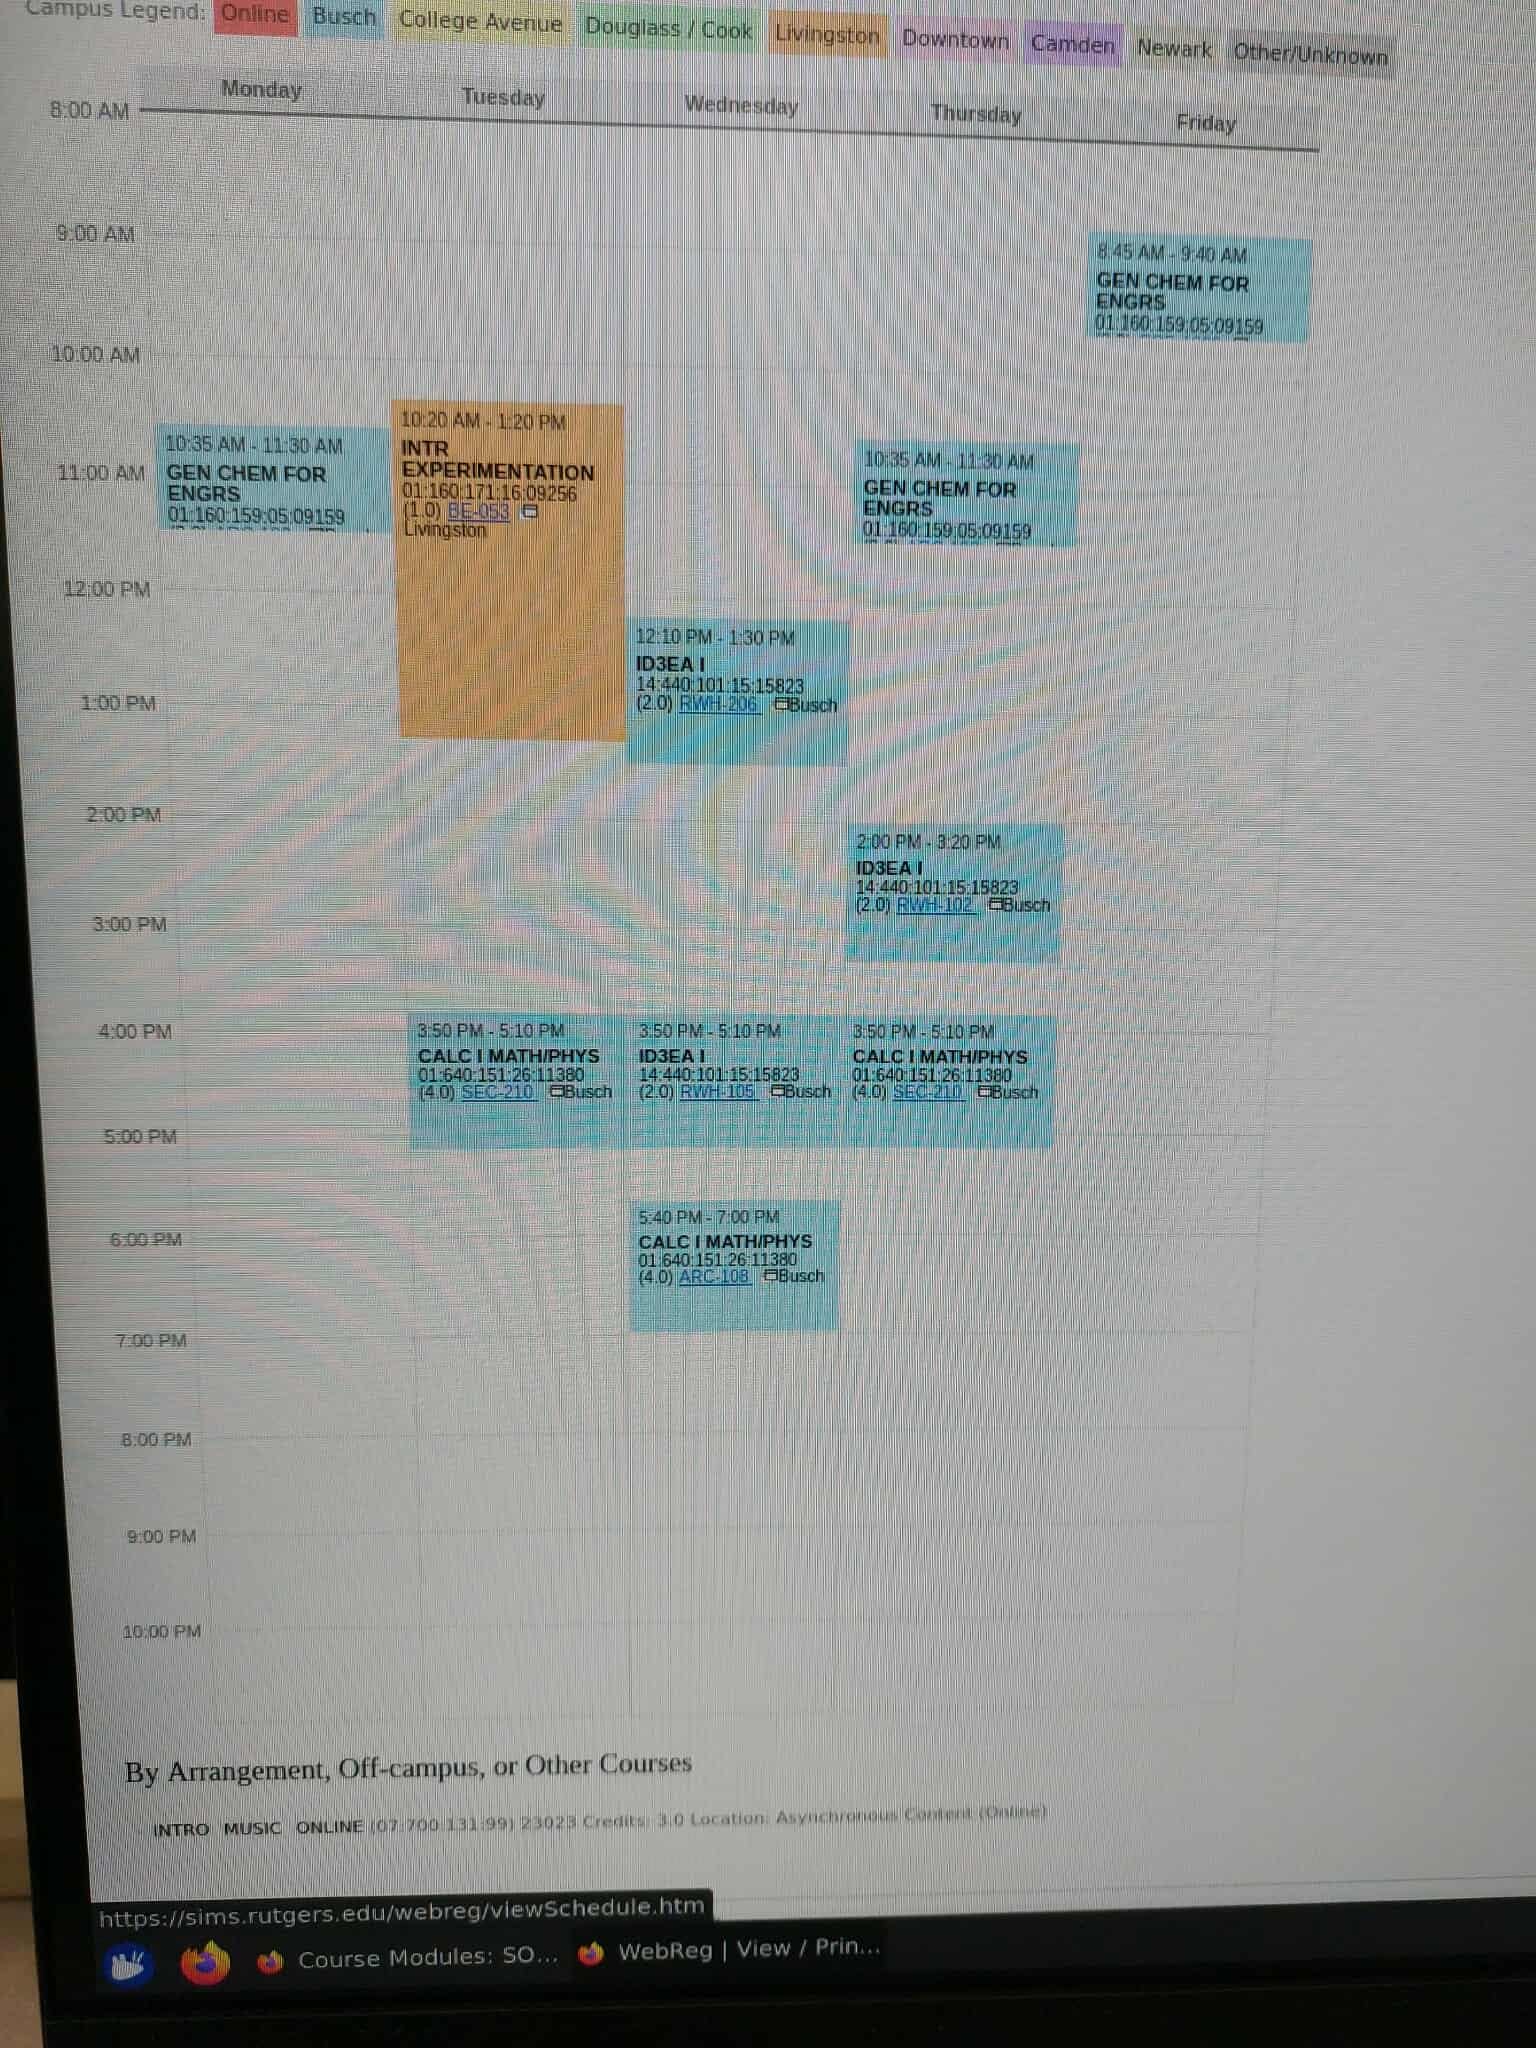 Campus Legend: Online Busch College Avenue Douglass / Cook Livingston Downtown Camden Newark Other/Unknown
Monday Tuesday Wednesday Thursday Friday
8:00 AM
9:00 AM
10:00 AM
11:00 AM
12:00 PM
1:00 PM
2:00 PM
3:00 PM
4:00 PM
5:00 PM
6:00 PM
7:00 PM
8:00 PM
9:00 PM
10:00 PM
10:35 AM - 11:30 AM
GEN CHEM FOR
ENGRS
01:160:159:05:09159
10:20 AM - 1:20 PM
INTR
EXPERIMENTATION
01:160:171:16:09256
(1.0) BE-053
Livingston
3:50 PM - 5:10 PM
CALC I MATH/PHYS
01:640:151:26:11380
(4.0) SEC-210 Busch
12:10 PM - 1:30 PM
ID3EA I
14:440:101:15:15823
(2.0) RWH-206 Busch
3:50 PM - 5:10 PM
ID3EA I
14:440:101:15:15823
(2.0) RWH-105 Busch
5:40 PM - 7:00 PM
CALC I MATH/PHYS
01:640:151:26:11380
(4.0) ARC-108 Busch
10:35 AM - 11:30 AM
GEN CHEM FOR
ENGRS
01:160:159:05:09159
2:00 PM - 3:20 PM
ID3EA I
14:440:101:15:15823
(2.0) RWH-102 Busch
3:50 PM - 5:10 PM
CALC I MATH/PHYS
01:640:151:26:11380
(4.0) SEC-210 Busch
8:45 AM - 9:40 AM
GEN CHEM FOR
ENGRS
01:160:159:05:09159
By Arrangement, Off-campus, or Other Courses
INTRO MUSIC ONLINE (07:700:131:99) 23023 Credits: 3.0 Location: Asynchronous Content (Online)
https://sims.rutgers.edu/webreg/viewSchedule.htm
Course Modules: SO... WebReg | View / Prin...